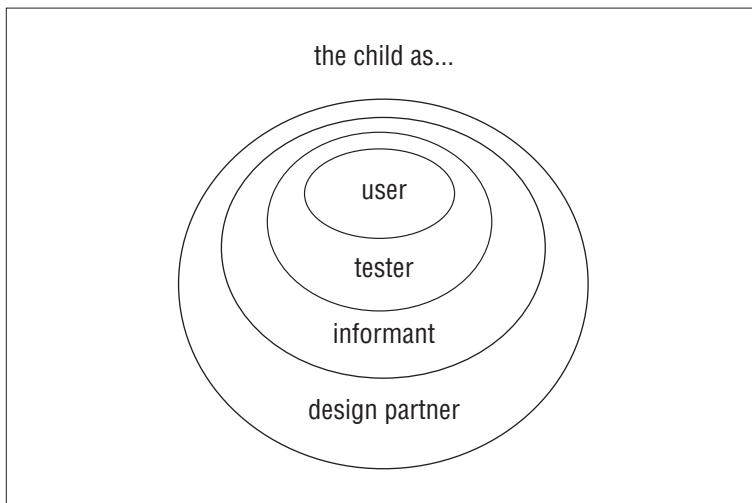 the child as...
user
tester
informant
design partner